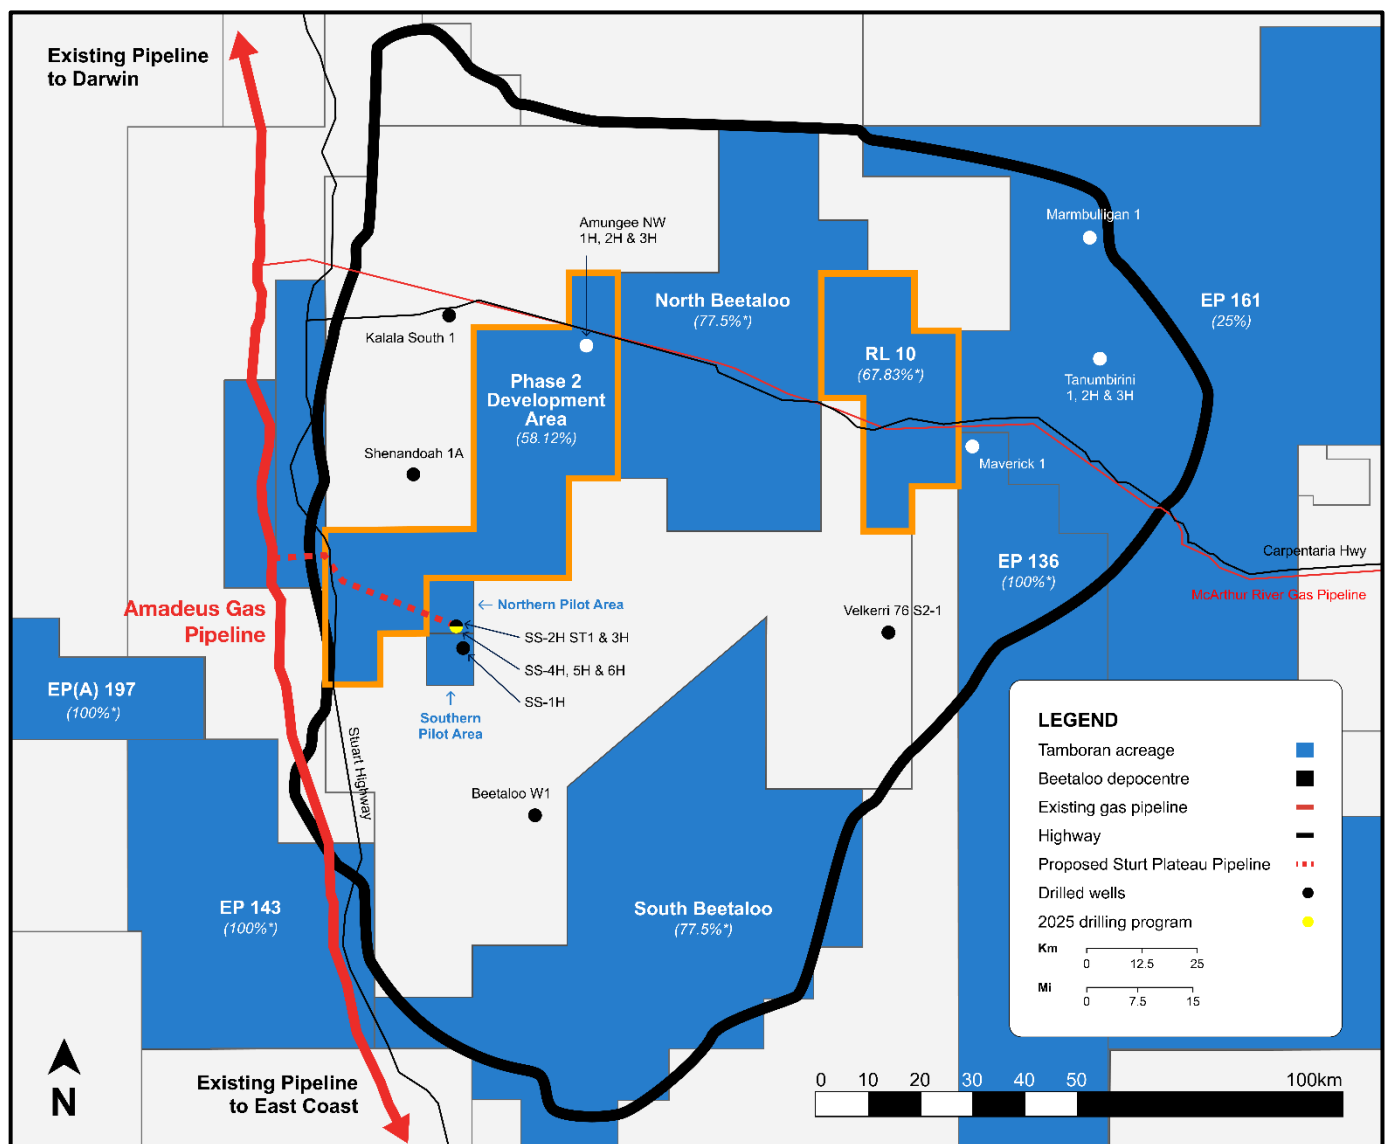 Existing Pipeline
to Darwin
Amungee NW
1H, 2H & 3H
Marmbulligan 1
North Beetaloo
(77.5%*)
EP 161
(25%)
Kalala South 1
RL 10
(67.83%*)
Tanumbirini
1, 2H & 3H
Phase 2
Development
Area
(58.12%)
Shenandoah 1A
Maverick 1
Carpentaria Hwy
McArthur River Gas Pipeline
EP 136
(100%*)
Amadeus Gas
Pipeline
← Northern Pilot Area
Velkerri 76 S2-1
SS-2H ST1 & 3H
SS-4H, 5H & 6H
SS-1H
↑
Southern
Pilot Area
EP(A) 197
(100%*)
Stuart Highway
Beetaloo W1
EP 143
(100%*)
South Beetaloo
(77.5%*)
LEGEND
Tamboran acreage
Beetaloo depocentre
Existing gas pipeline
Highway
Proposed Sturt Plateau Pipeline
Drilled wells
2025 drilling program
Km
0 12.5 25
Mi
0 7.5 15
N
Existing Pipeline
to East Coast
0 10 20 30 40 50 100km